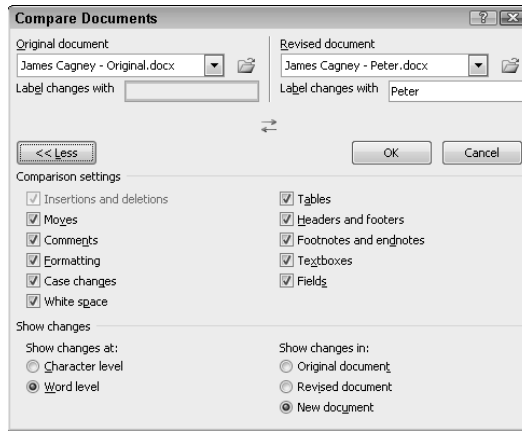 Compare Documents
Original document
James Cagney - Original.docx
Label changes with
Revised document
James Cagney - Peter.docx
Label changes with Peter
<< Less
OK
Cancel
Comparison settings
Insertions and deletions
Moves
Comments
Formatting
Case changes
White space
Tables
Headers and footers
Footnotes and endnotes
Textboxes
Fields
Show changes
Show changes at:
Character level
Word level
Show changes in:
Original document
Revised document
New document